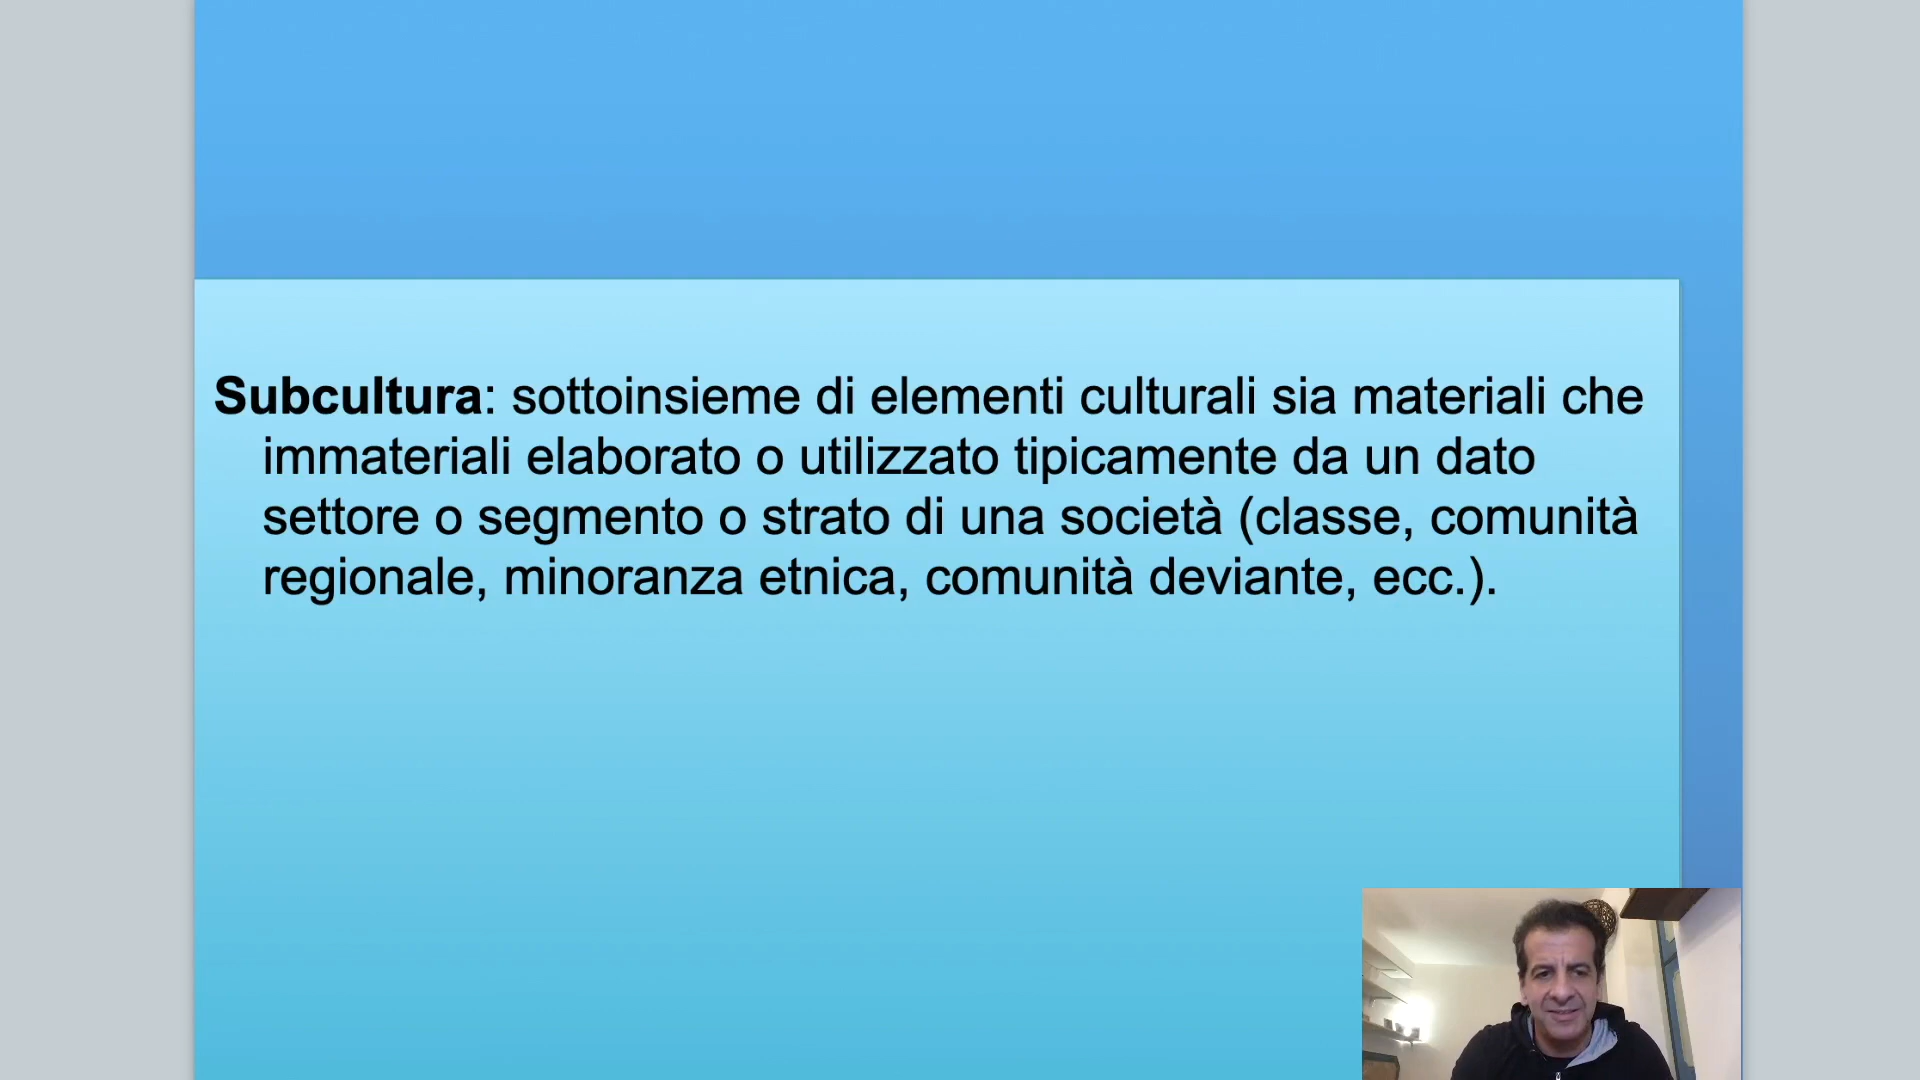 Subcultura: sottoinsieme di elementi culturali sia materiali che
immateriali elaborato o utilizzato tipicamente da un dato
settore o segmento o strato di una società (classe, comunità
regionale, minoranza etnica, comunità deviante, ecc.).